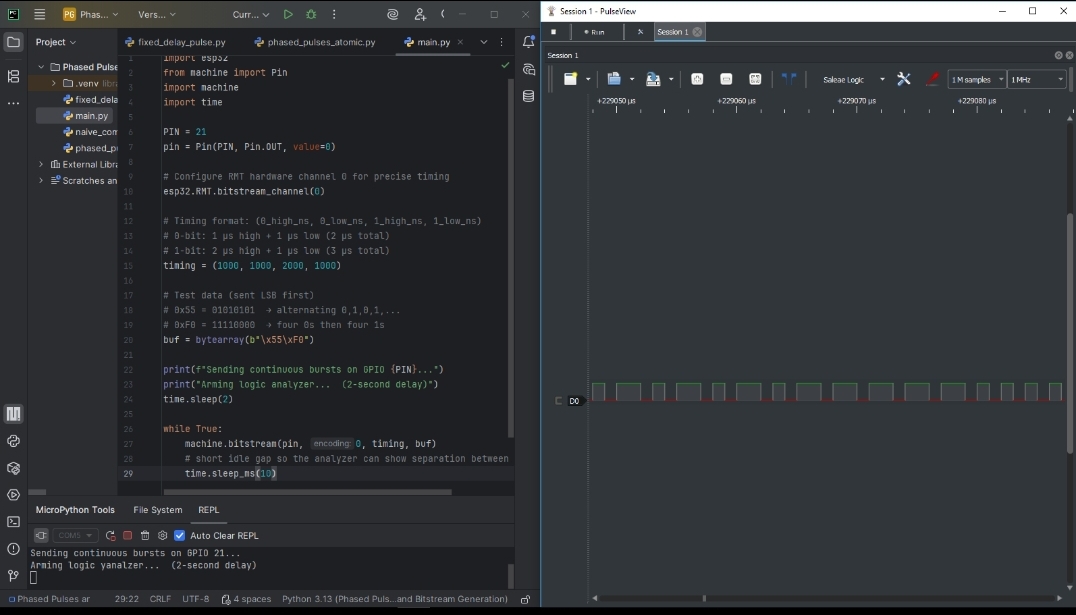 PC
PG
Phas...
Vers...
Curr...
Project
fixed_delay_pulse.py
phased_pulses_atomic.py
main.py
Phased Pulse
.venv libra
fixed_dela
main.py
naive_com
phased_pu
External Libra
Scratches an
1 import esp32
2 from machine import Pin
3 import machine
4 import time
5
6 PIN = 21
7 pin = Pin(PIN, Pin.OUT, value=0)
8
9 # Configure RMT hardware channel 0 for precise timing
10 esp32.RMT.bitstream_channel(0)
11
12 # Timing format: (0_high_ns, 0_low_ns, 1_high_ns, 1_low_ns)
13 # 0-bit: 1 µs high + 1 µs low (2 µs total)
14 # 1-bit: 2 µs high + 1 µs low (3 µs total)
15 timing = (1000, 1000, 2000, 1000)
16
17 # Test data (sent LSB first)
18 # 0x55 = 01010101 → alternating 0,1,0,1,...
19 # 0xF0 = 11110000 → four 0s then four 1s
20 buf = bytearray(b"\x55\xF0")
21
22 print(f"Sending continuous bursts on GPIO {PIN}...")
23 print("Arming logic analyzer... (2-second delay)")
24 time.sleep(2)
25
26 while True:
27 machine.bitstream(pin, encoding: 0, timing, buf)
28 # short idle gap so the analyzer can show separation between
29 time.sleep_ms(10)
MicroPython Tools
File System
REPL
COM5
Auto Clear REPL
Sending continuous bursts on GPIO 21...
Arming logic yanalzer... (2-second delay)
Phased Pulses ar
29:22
CRLF
UTF-8
4 spaces
Python 3.13 (Phased Puls...and Bitstream Generation)
Session 1 - PulseView
Run
Session 1
Session 1
Saleae Logic
1 M samples
1 MHz
+229050 µs
+229060 µs
+229070 µs
+229080 µs
D0